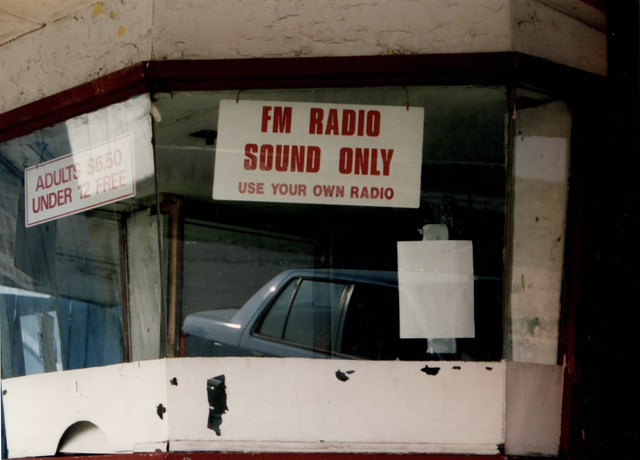 FM RADIO
SOUND ONLY
USE YOUR OWN RADIO
ADULTS $6.50
UNDER 12 FREE